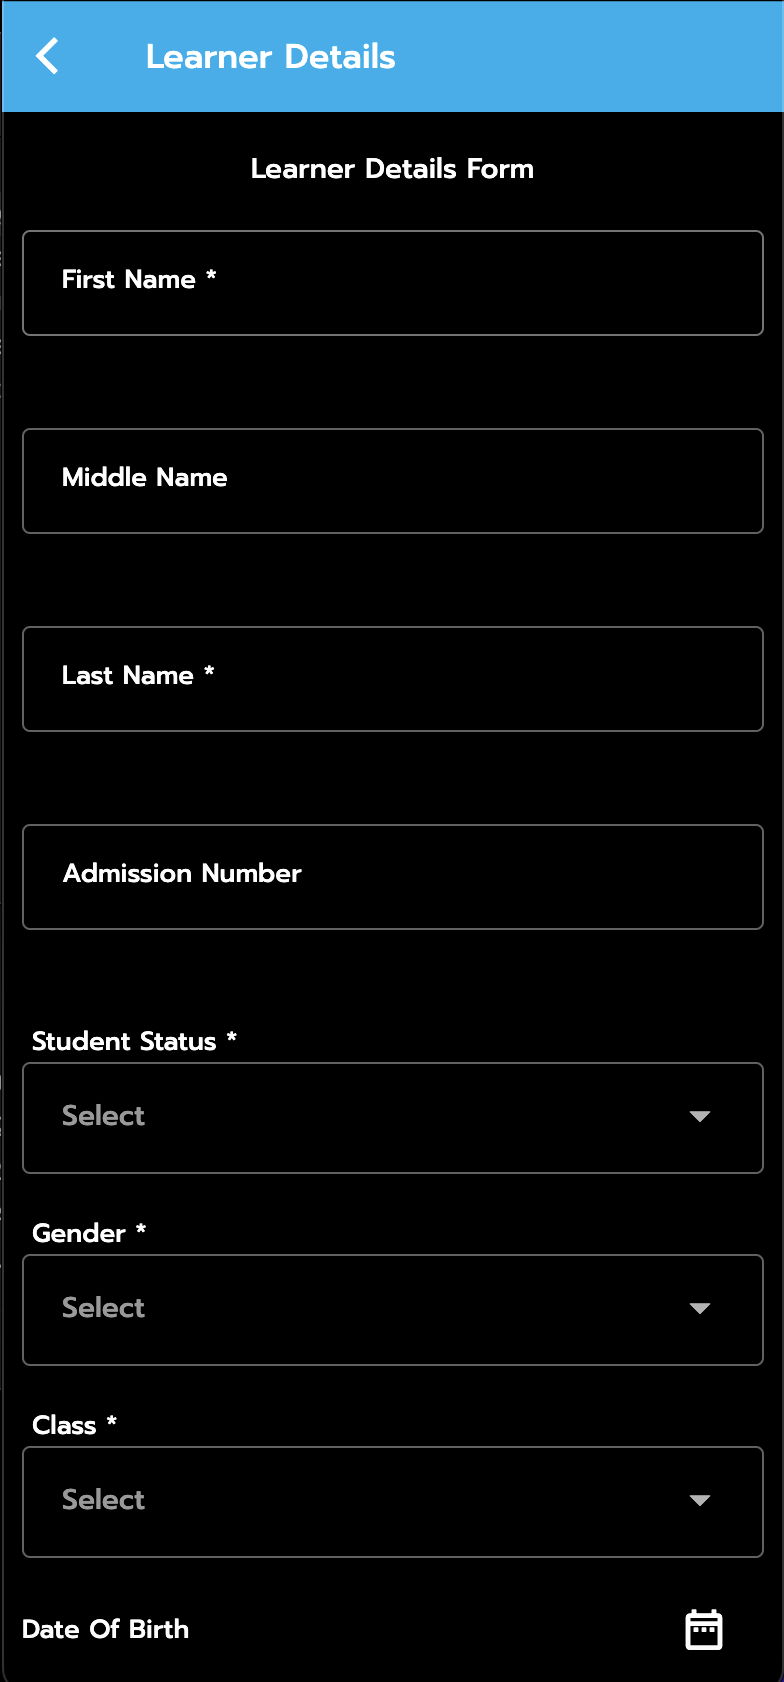 Learner Details
Learner Details Form
First Name *
Middle Name
Last Name *
Admission Number
Student Status *
Select
Gender *
Select
Class *
Select
Date Of Birth